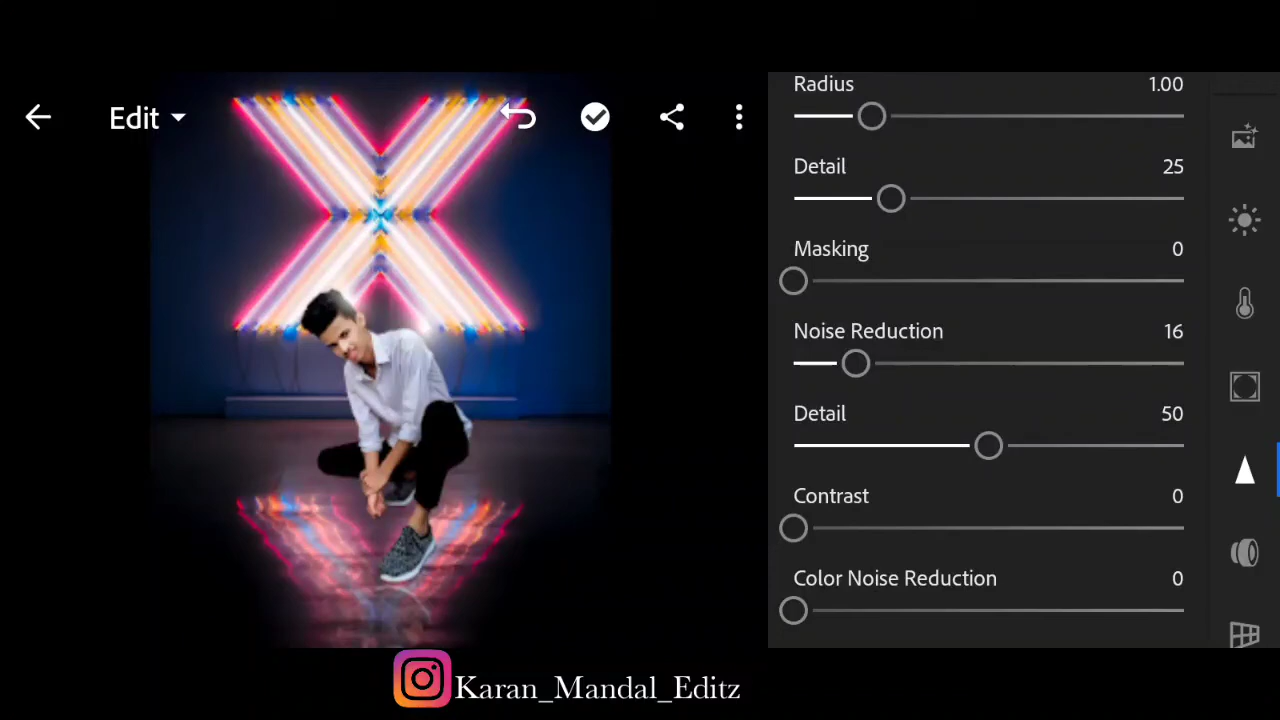 Edit
Radius 1.00
Detail 25
Masking 0
Noise Reduction 16
Detail 50
Contrast 0
Color Noise Reduction 0
Karan_Mandal_Editz